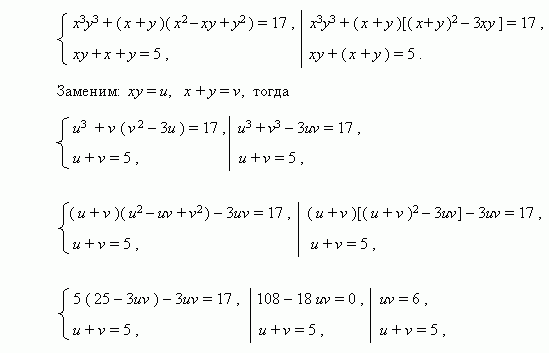 x³y³ + ( x + y )( x² – xy + y² ) = 17 , x³y³ + ( x + y )[( x + y )² – 3xy ] = 17 ,
xy + x + y = 5 , xy + ( x + y ) = 5 .
Заменим: xy = u, x + y = v, тогда
u³ + v ( v² – 3u ) = 17 , u³ + v³ – 3uv = 17 ,
u + v = 5 , u + v = 5 ,
( u + v )( u² – uv + v² ) – 3uv = 17 , ( u + v )[( u + v )² – 3uv ] – 3uv = 17 ,
u + v = 5 , u + v = 5 ,
5 ( 25 – 3uv ) – 3uv = 17 , 108 – 18 uv = 0 , uv = 6 ,
u + v = 5 , u + v = 5 , u + v = 5 ,